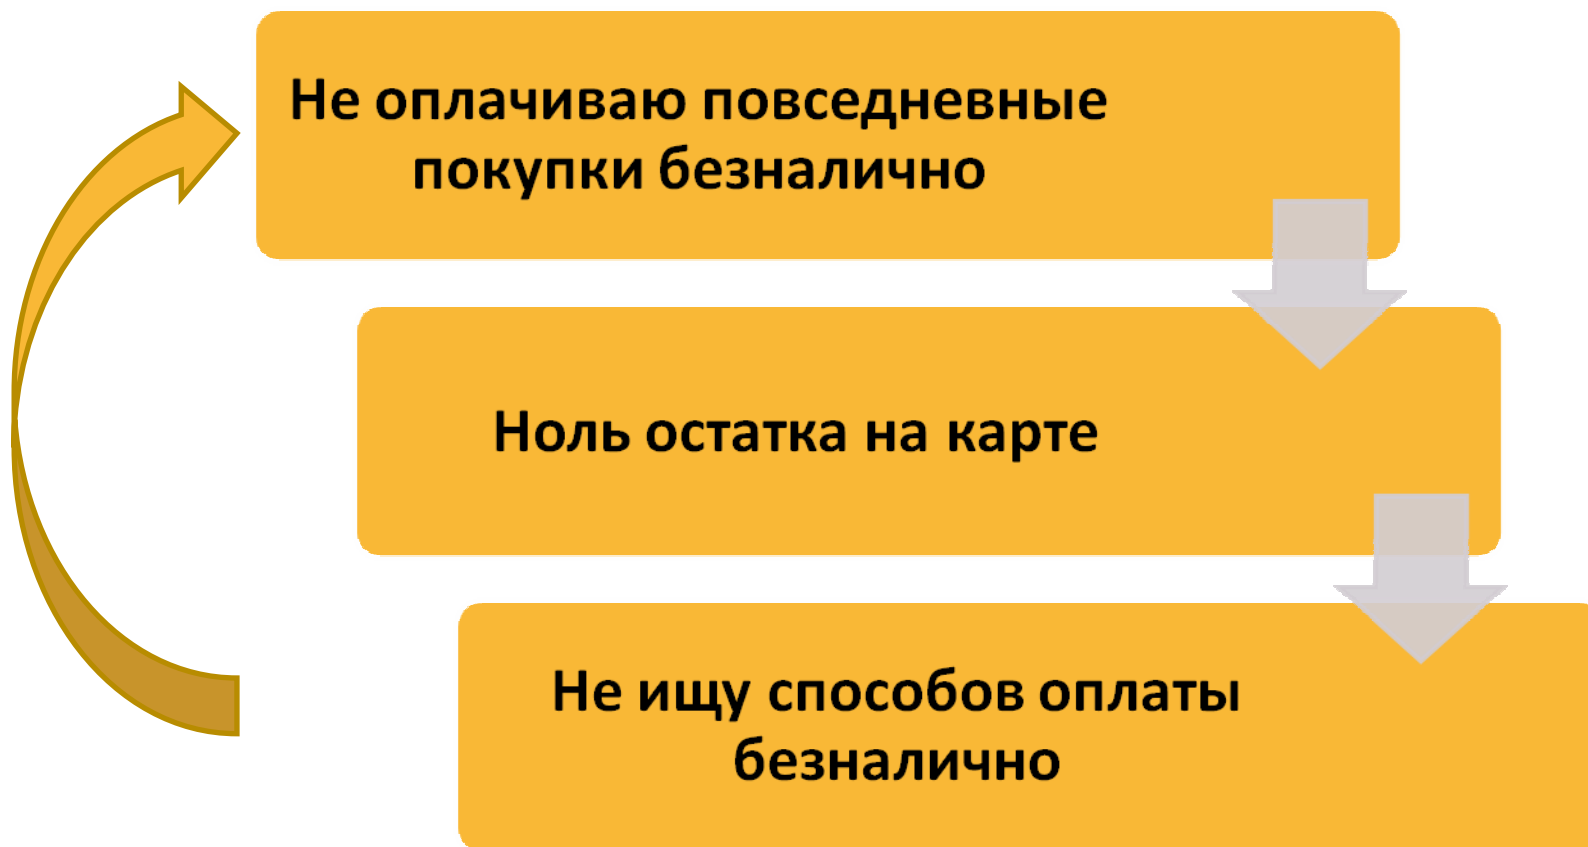 Не оплачиваю повседневные
покупки безналично
Ноль остатка на карте
Не ищу способов оплаты
безналично